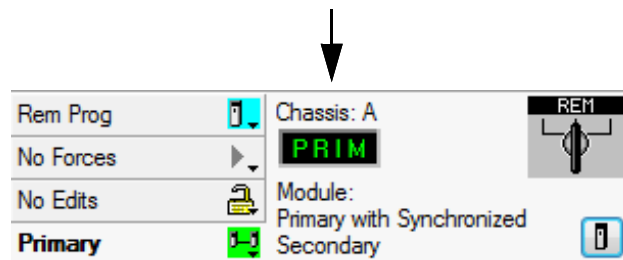 Rem Prog
No Forces
No Edits
Primary
Chassis: A
PRIM
Module:
Primary with Synchronized
Secondary
REM